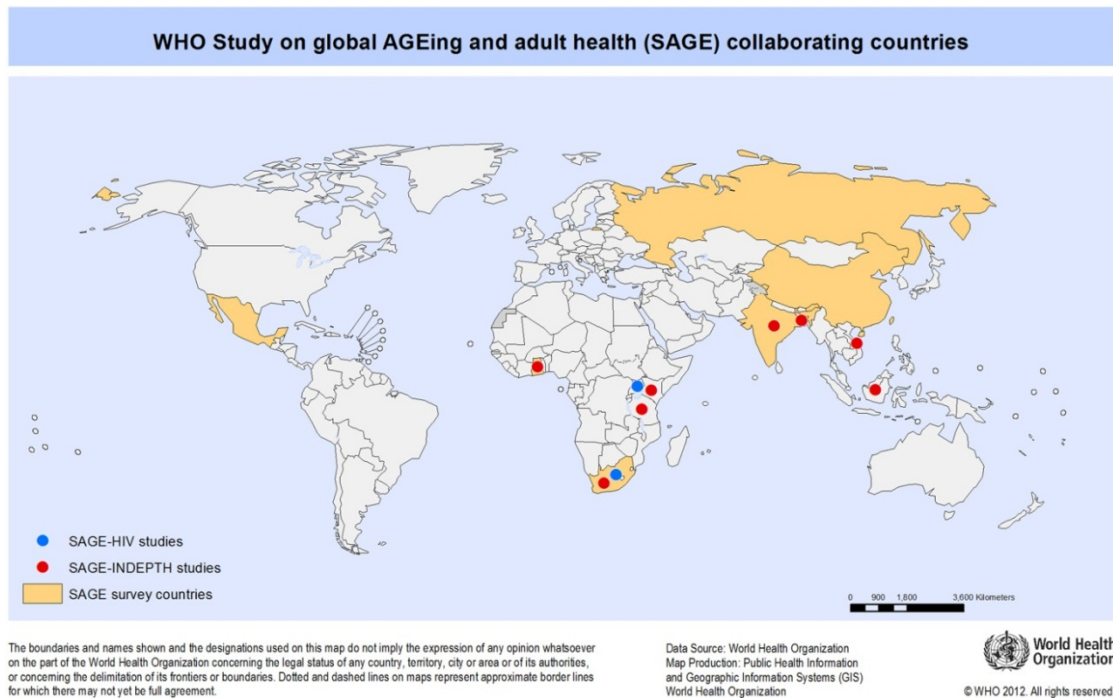 WHO Study on global AGEing and adult health (SAGE) collaborating countries
SAGE-HIV studies
SAGE-INDEPTH studies
SAGE survey countries
0 900 1,800 3,600 Kilometers
The boundaries and names shown and the designations used on this map do not imply the expression of any opinion whatsoever
on the part of the World Health Organization concerning the legal status of any country, territory, city or area or of its authorities,
or concerning the delimitation of its frontiers or boundaries. Dotted and dashed lines on maps represent approximate border lines
for which there may not yet be full agreement.
Data Source: World Health Organization
Map Production: Public Health Information
and Geographic Information Systems (GIS)
World Health Organization
World Health
Organization
© WHO 2012. All rights reserved.